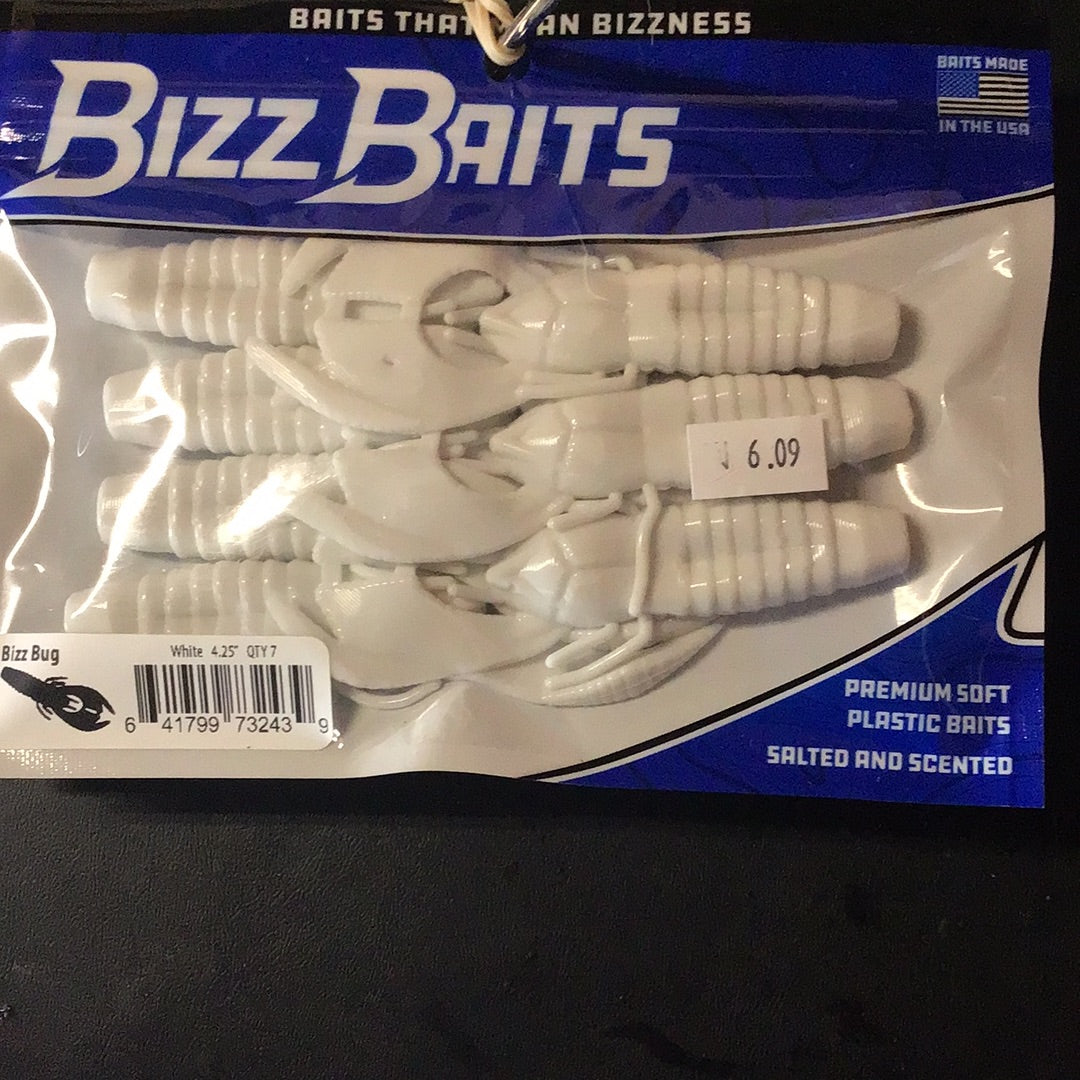 BAITS THAT AN BIZZNESS
BAITS MADE
IN THE USA
BIZZ BAITS
6.09
Bizz Bug
White 4.25" QTY 7
6 41799 73243 9
PREMIUM SOFT
PLASTIC BAITS
SALTED AND SCENTED